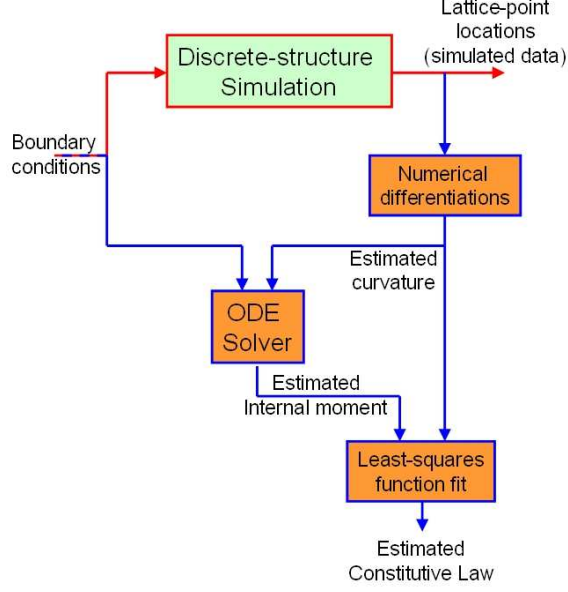 Lattice-point
locations
(simulated data)
Discrete-structure
Simulation
Boundary
conditions
Numerical
differentiations
Estimated
curvature
ODE
Solver
Estimated
Internal moment
Least-squares
function fit
Estimated
Constitutive Law